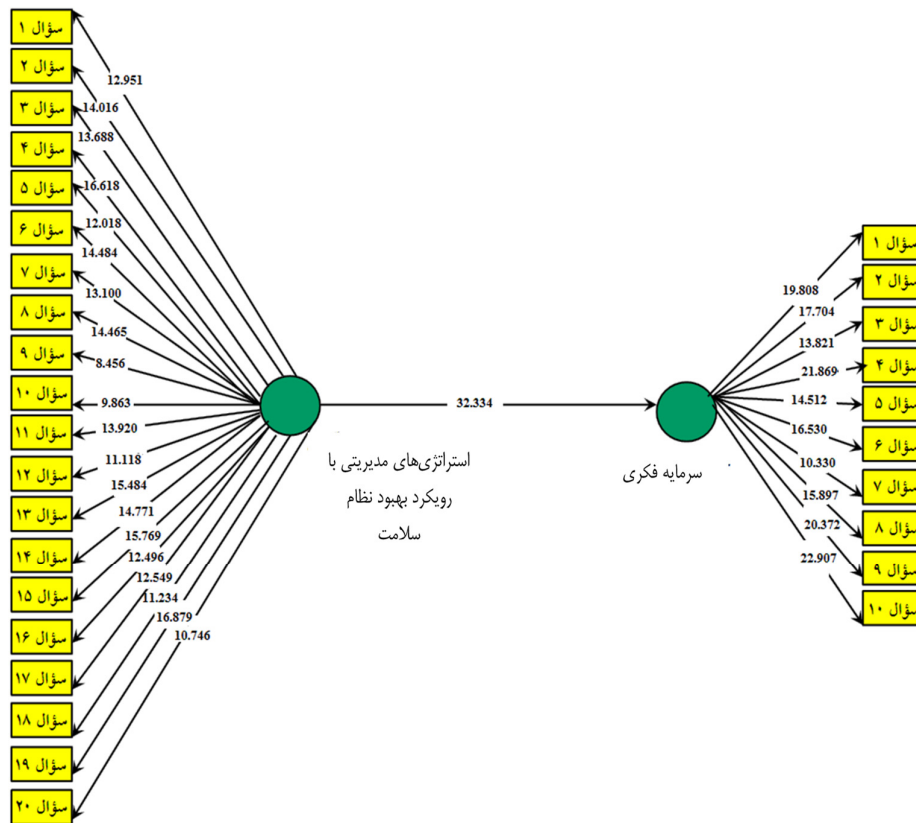 سؤال ۱
سؤال ۲
سؤال ۳
سؤال ۴
سؤال ۵
سؤال ۶
سؤال ۷
سؤال ۸
سؤال ۹
سؤال ۱۰
سؤال ۱۱
سؤال ۱۲
سؤال ۱۳
سؤال ۱۴
سؤال ۱۵
سؤال ۱۶
سؤال ۱۷
سؤال ۱۸
سؤال ۱۹
سؤال ۲۰
12.951
14.016
13.688
16.618
12.018
14.484
13.100
14.465
8.456
9.863
13.920
11.118
15.484
14.771
15.769
12.496
12.549
11.234
16.879
10.746
استراتژی‌های مدیریتی با
رویکرد بهبود نظام
سلامت
32.334
سرمایه فکری
19.808
17.704
13.821
21.869
14.512
16.530
10.330
15.897
20.372
22.907
سؤال ۱
سؤال ۲
سؤال ۳
سؤال ۴
سؤال ۵
سؤال ۶
سؤال ۷
سؤال ۸
سؤال ۹
سؤال ۱۰